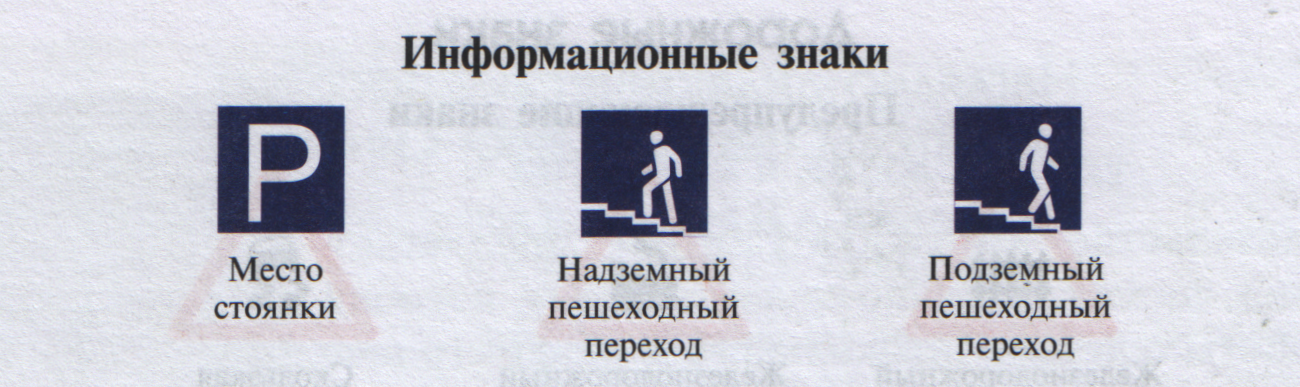 Информационные знаки
P
Место
стоянки
Надземный
пешеходный
переход
Подземный
пешеходный
переход